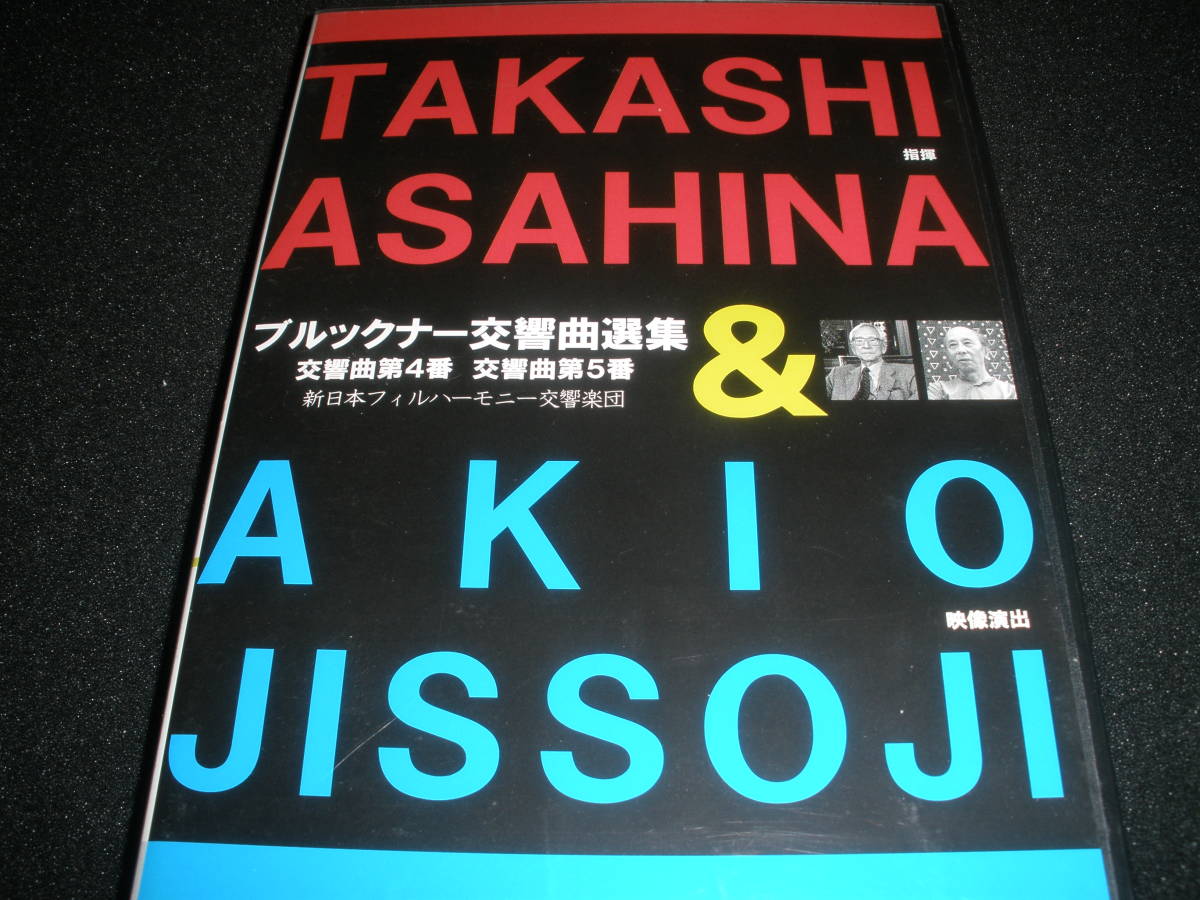 TAKASHI
指揮
ASAHINA
ブルックナー交響曲選集
交響曲第4番 交響曲第5番
新日本フィルハーモニー交響楽団
&
AKIO
映像演出
JISSOJI